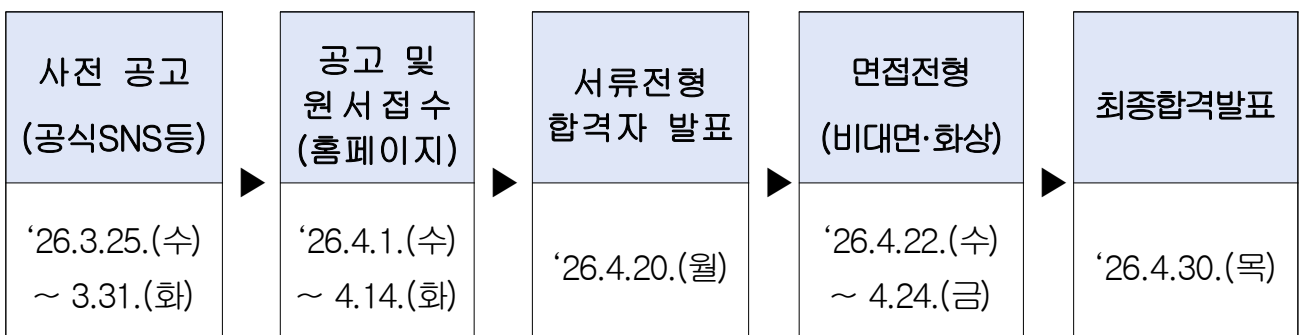 사전 공고
(공식SNS등)
공고 및
원서접수
(홈페이지)
서류전형
합격자 발표
면접전형
(비대면·화상)
최종합격발표
‘26.3.25.(수)
~ 3.31.(화)
‘26.4.1.(수)
~ 4.14.(화)
‘26.4.20.(월)
‘26.4.22.(수)
~ 4.24.(금)
‘26.4.30.(목)